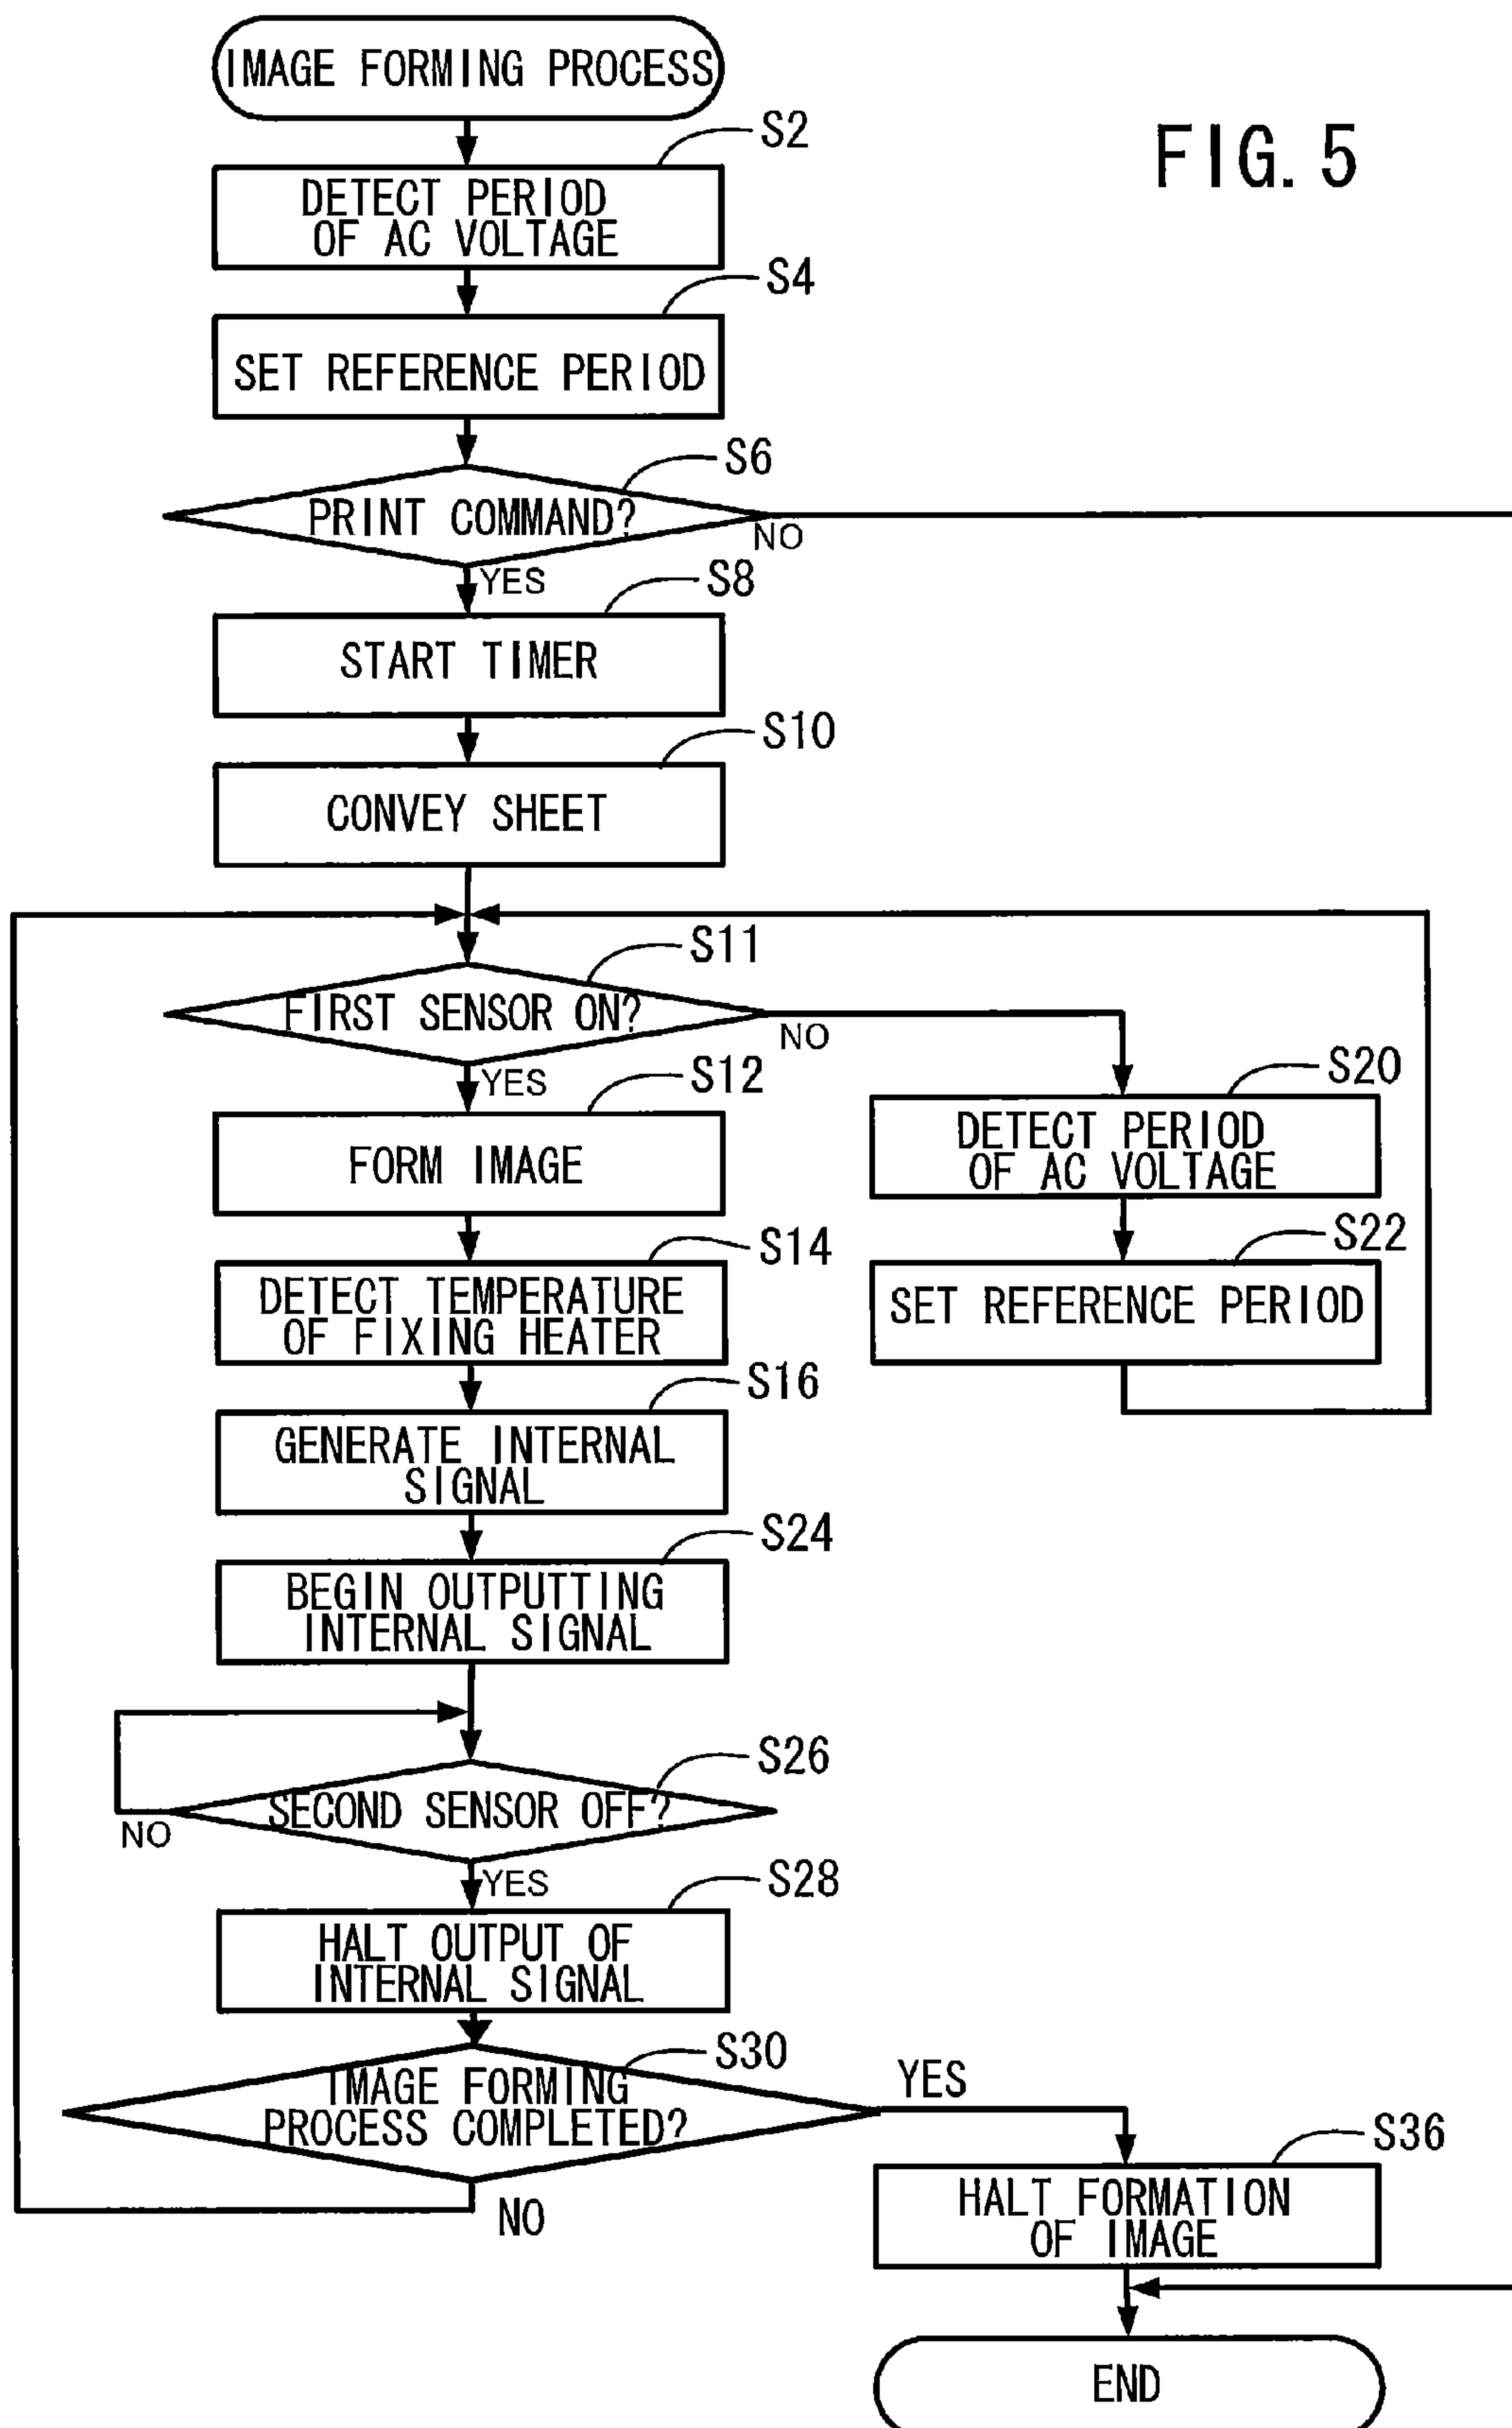 IMAGE FORMING PROCESS
FIG. 5
S2
DETECT PERIOD
OF AC VOLTAGE
S4
SET REFERENCE PERIOD
S6
PRINT COMMAND?
NO
YES
S8
START TIMER
S10
CONVEY SHEET
S11
FIRST SENSOR ON?
NO
YES
S12
FORM IMAGE
S20
DETECT PERIOD
OF AC VOLTAGE
S14
DETECT TEMPERATURE
OF FIXING HEATER
S22
SET REFERENCE PERIOD
S16
GENERATE INTERNAL
SIGNAL
S24
BEGIN OUTPUTTING
INTERNAL SIGNAL
S26
SECOND SENSOR OFF?
NO
YES
S28
HALT OUTPUT OF
INTERNAL SIGNAL
S30
IMAGE FORMING
PROCESS COMPLETED?
YES
NO
S36
HALT FORMATION
OF IMAGE
END